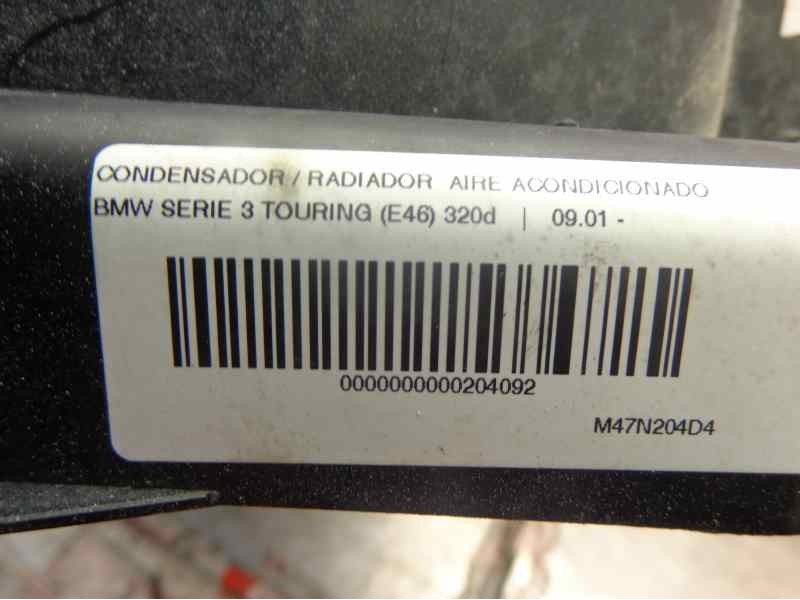 CONDENSADOR / RADIADOR AIRE ACONDICIONADO
BMW SERIE 3 TOURING (E46) 320d | 09.01 -
0000000000204092
M47N204D4